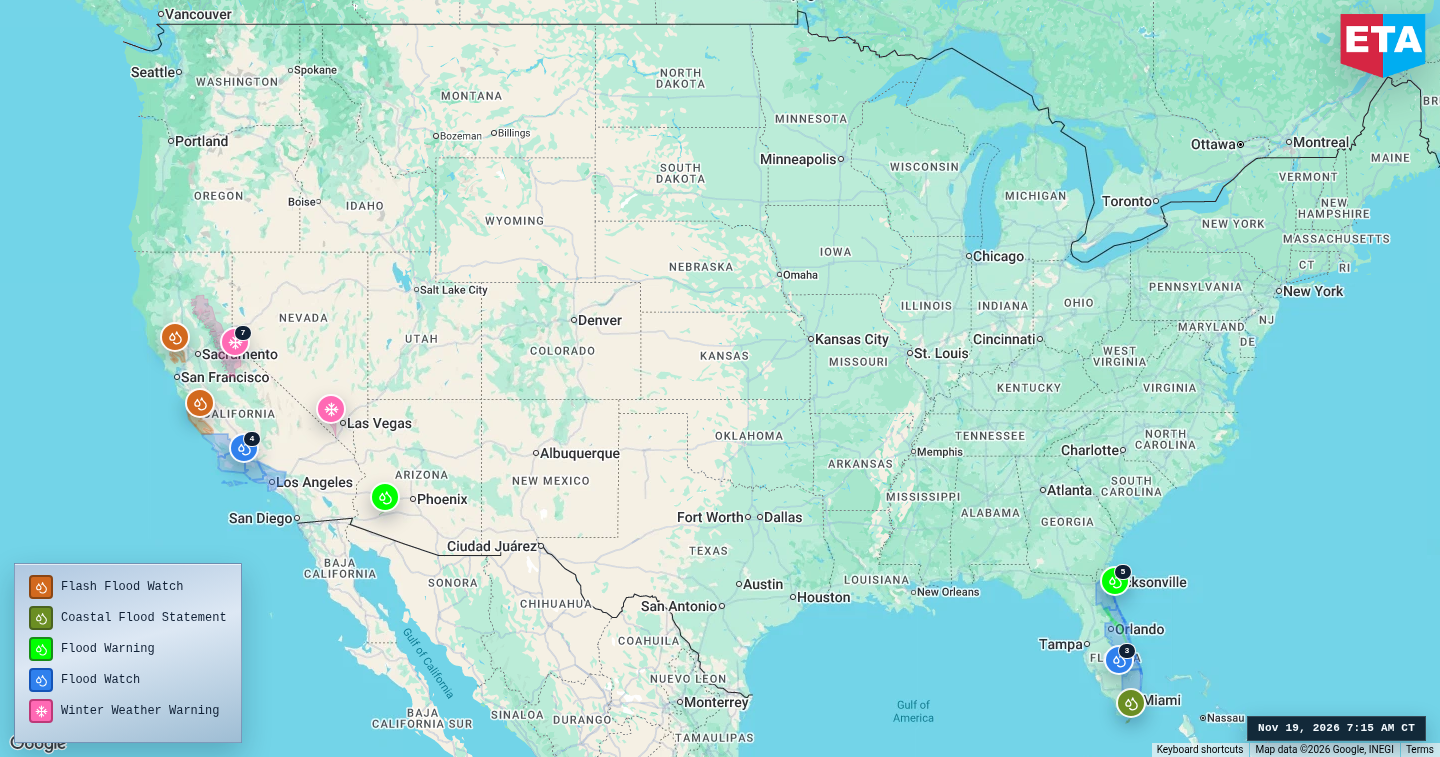 Vancouver
ETA
Seattle
Spokane
WASHINGTON
NORTH
DAKOTA
MONTANA
Bozeman
Billings
MINNESOTA
Portland
Ottawa
Montreal
MAINE
Minneapolis
WISCONSIN
SOUTH
DAKOTA
VERMONT
OREGON
Boise
IDAHO
MICHIGAN
Toronto
NEW
HAMPSHIRE
WYOMING
NEW YORK
MASSACHUSETTS
IOWA
Chicago
NEBRASKA
Omaha
CT
RI
Salt Lake City
PENNSYLVANIA
New York
NEVADA
ILLINOIS
INDIANA
OHIO
Denver
NJ
MARYLAND
7
UTAH
Kansas City
Cincinnati
DE
Sacramento
COLORADO
KANSAS
MISSOURI
St. Louis
WEST
VIRGINIA
San Francisco
KENTUCKY
VIRGINIA
CALIFORNIA
Las Vegas
4
OKLAHOMA
TENNESSEE
NORTH
CAROLINA
Albuquerque
Memphis
Charlotte
ARKANSAS
ARIZONA
NEW MEXICO
Los Angeles
Phoenix
MISSISSIPPI
Atlanta
SOUTH
CAROLINA
San Diego
Fort Worth
Dallas
ALABAMA
GEORGIA
Ciudad Juárez
TEXAS
BAJA
CALIFORNIA
SONORA
Austin
LOUISIANA
5
cksonville
CHIHUAHUA
San Antonio
Houston
New Orleans
Orlando
COAHUILA
Tampa
3
FL
A
Gulf of California
NUEVO LEON
Monterrey
Miami
BAJA
CALIFORNIA SUR
SINALOA
DURANGO
Gulf of
America
Nassau
TAMAULIPAS
Flash Flood Watch
Coastal Flood Statement
Flood Warning
Flood Watch
Winter Weather Warning
Google
Nov 19, 2026 7:15 AM CT
Keyboard shortcuts
Map data ©2026 Google, INEGI
Terms